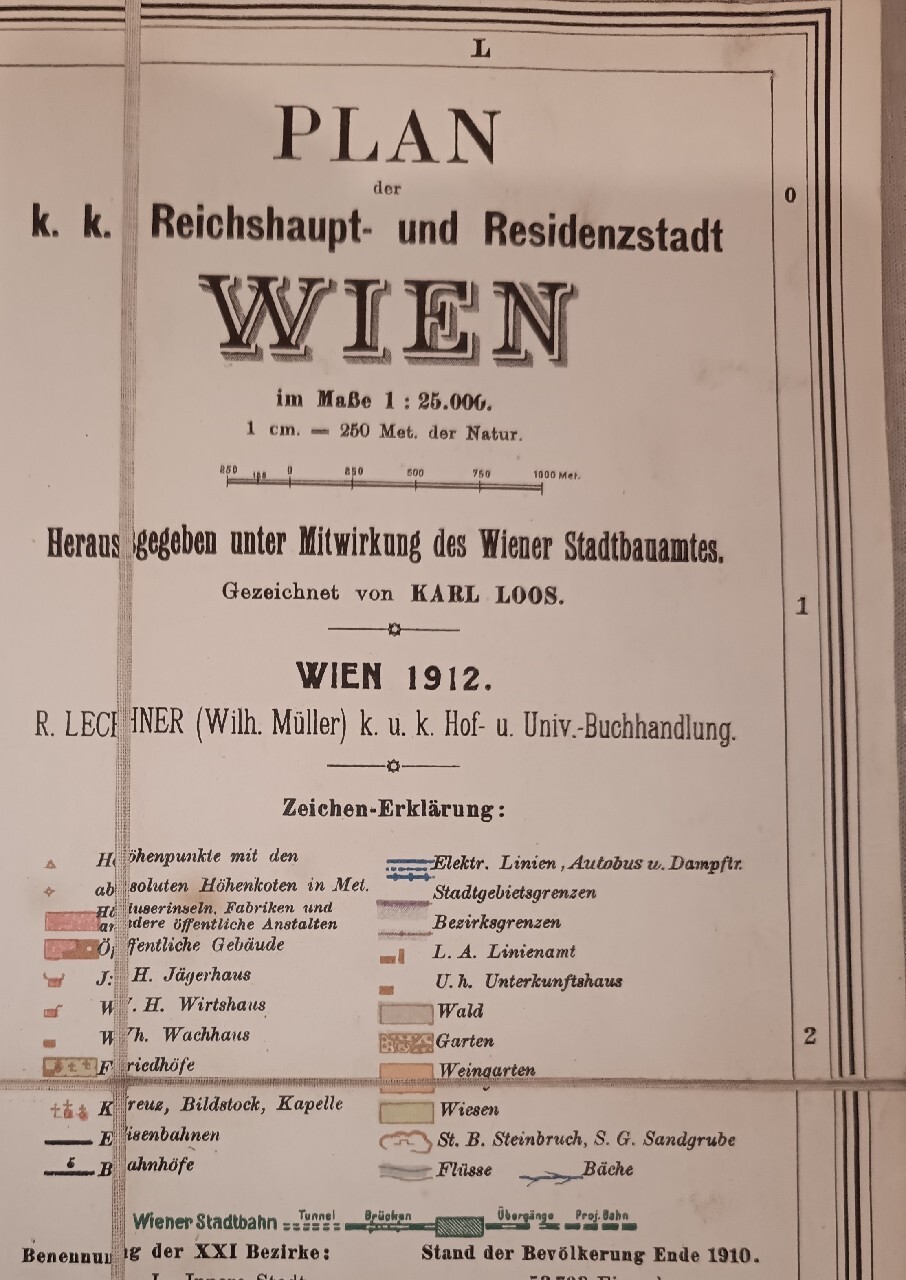 L
PLAN
der
k. k. Reichshaupt- und Residenzstadt
WIEN
im Maße 1 : 25.000.
1 cm. = 250 Met. der Natur.
250 0 250 500 750 1000 Met.
Herausgegeben unter Mitwirkung des Wiener Stadtbauamtes.
Gezeichnet von KARL LOOS.
WIEN 1912.
R. LECHNER (Wilh. Müller) k. u. k. Hof- u. Univ.-Buchhandlung.
Zeichen-Erklärung:
Höhenpunkte mit den
absoluten Höhenkoten in Met.
Häuserinseln, Fabriken und
andere öffentliche Anstalten
Öffentliche Gebäude
J. H. Jägerhaus
W. H. Wirtshaus
Wh. Wachhaus
Friedhöfe
Kreuz, Bildstock, Kapelle
Eisenbahnen
Bahnhöfe
Elektr. Linien, Autobus u. Dampftr.
Stadtgebietsgrenzen
Bezirksgrenzen
L. A. Linienamt
U. h. Unterkunftshaus
Wald
Garten
Weingarten
Wiesen
St. B. Steinbruch, S. G. Sandgrube
Flüsse Bäche
Wiener Stadtbahn Tunnel Brücken Übergänge Proj. Bahn
Benennung der XXI Bezirke:
Stand der Bevölkerung Ende 1910.
0
1
2